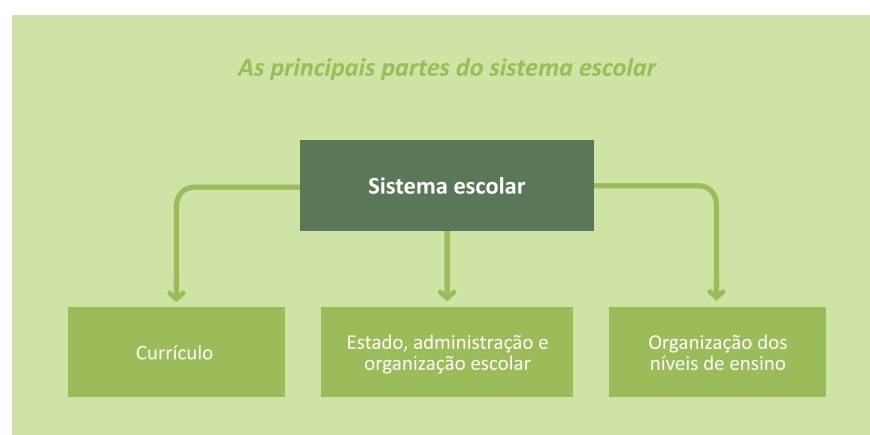 As principais partes do sistema escolar
Sistema escolar
Currículo
Estado, administração e
organização escolar
Organização dos
níveis de ensino